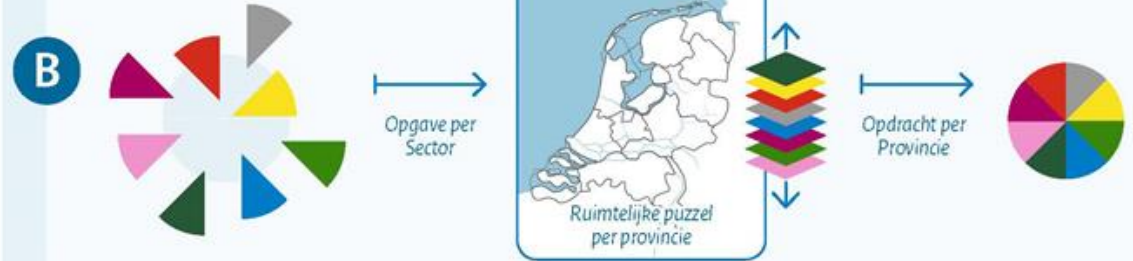 B
Opgave per
Sector
Ruimtelijke puzzel
per provincie
Opdracht per
Provincie